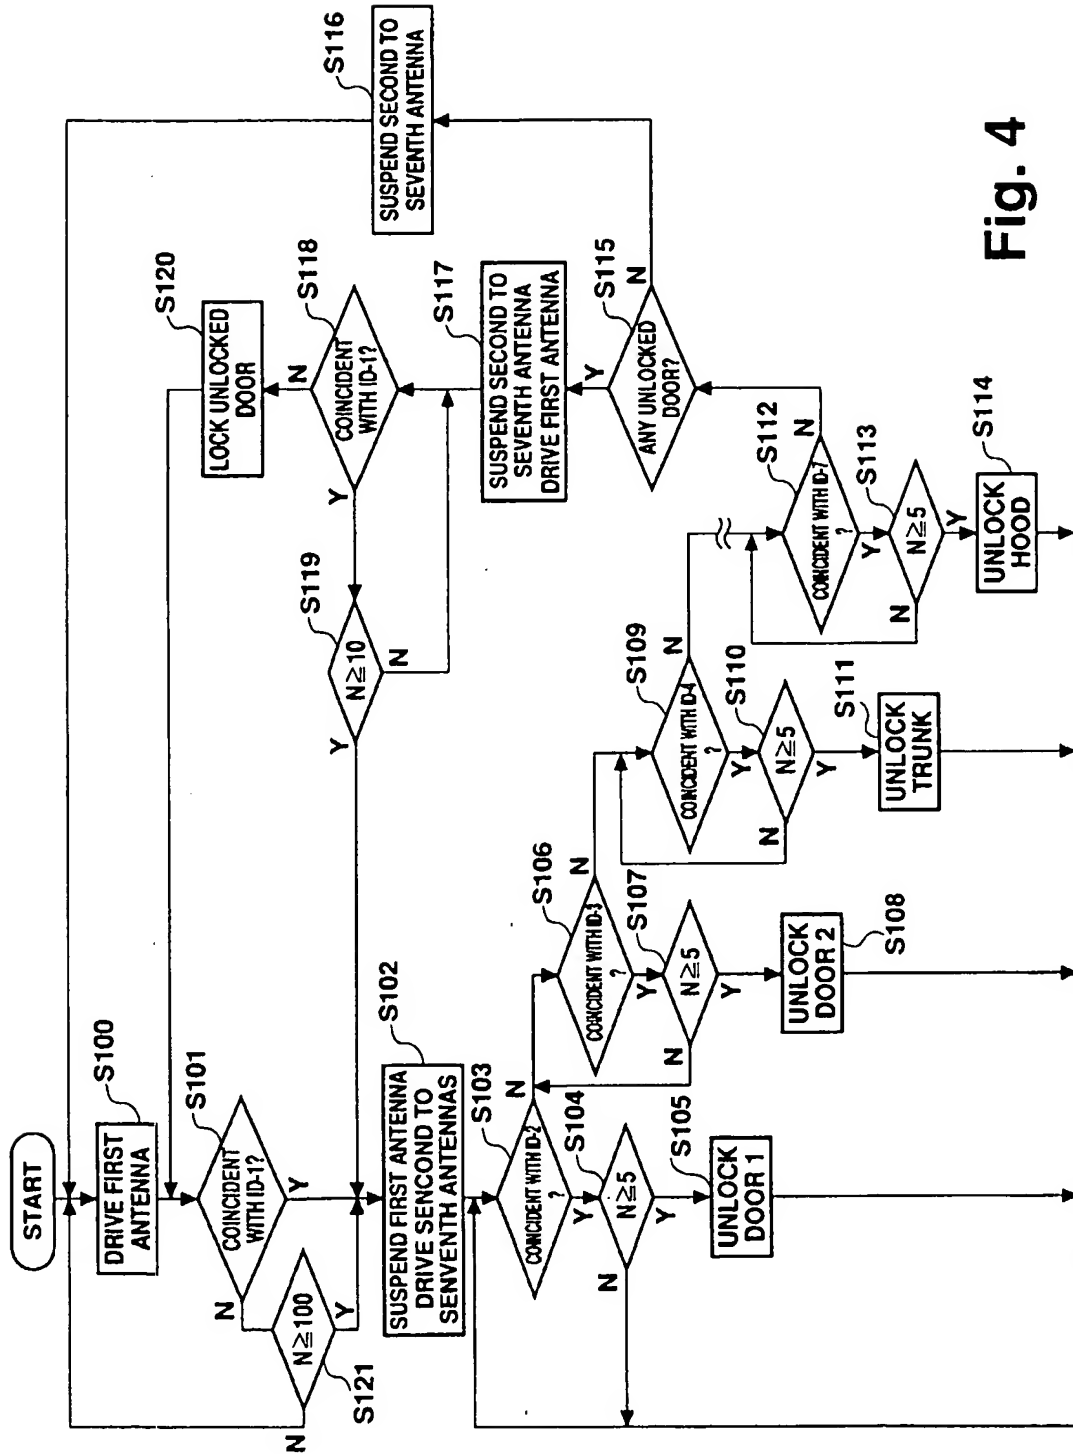 START
S100
DRIVE FIRST
ANTENNA
S101
COINCIDENT
WITH ID-1?
N
Y
N≧100
N
Y
S121
S102
SUSPEND FIRST ANTENNA
DRIVE SENCOND TO
SENVENTH ANTENNAS
S103
COINCIDENT WITH ID-2
?
N
Y
S104
N≧5
N
Y
S105
UNLOCK
DOOR 1
S106
COINCIDENT WITH ID-3
?
N
Y
S107
N≧5
N
Y
UNLOCK
DOOR 2
S108
S109
COINCIDENT WITH ID-4
?
N
Y
S110
N≧5
N
Y
S111
UNLOCK
TRUNK
S112
COINCIDENT WITH ID-7
?
N
Y
S113
N≧5
N
Y
S114
UNLOCK
HOOD
S115
ANY UNLOCKED
DOOR?
Y
N
S116
SUSPEND SECOND TO
SEVENTH ANTENNA
S117
SUSPEND SECOND TO
SEVENTH ANTENNA
DRIVE FIRST ANTENNA
S118
COINCIDENT
WITH ID-1?
Y
N
S119
N≧10
Y
N
S120
LOCK UNLOCKED
DOOR
Fig. 4